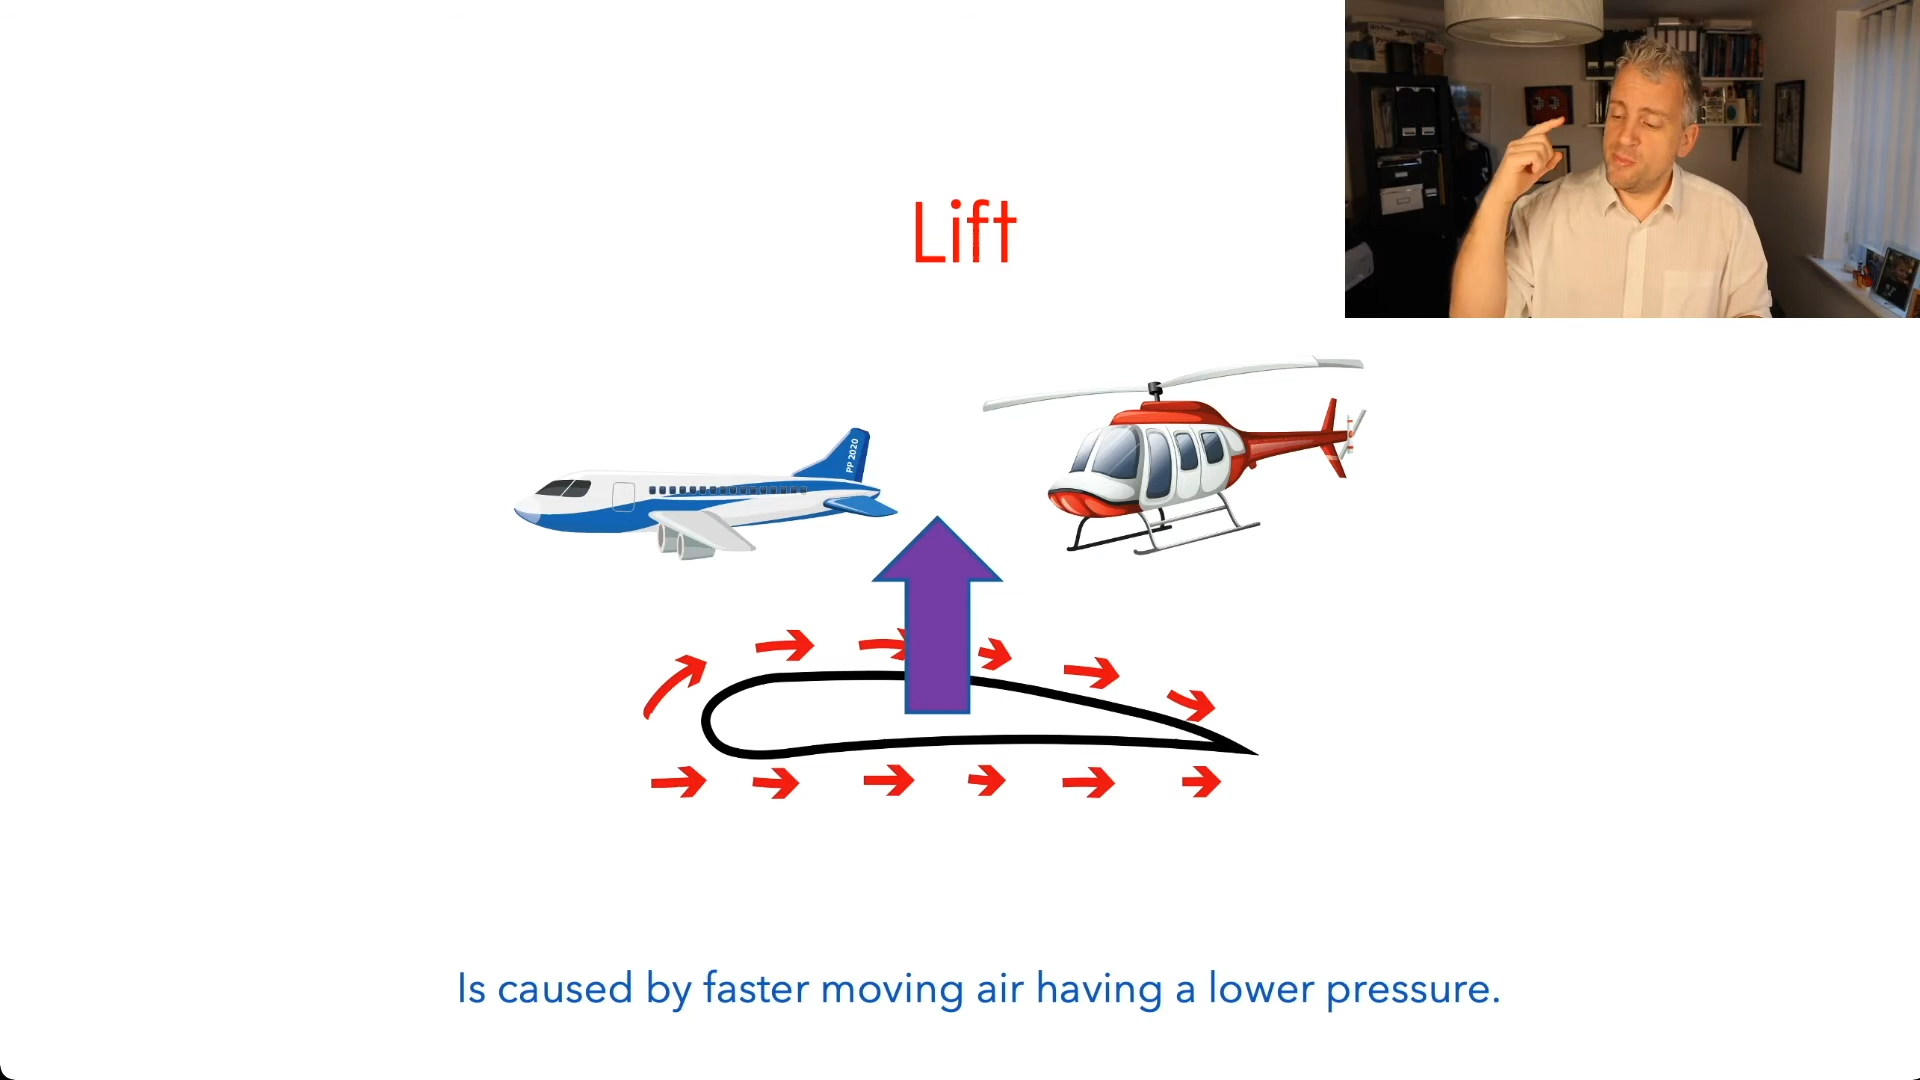 Lift
PP 2020
Is caused by faster moving air having a lower pressure.